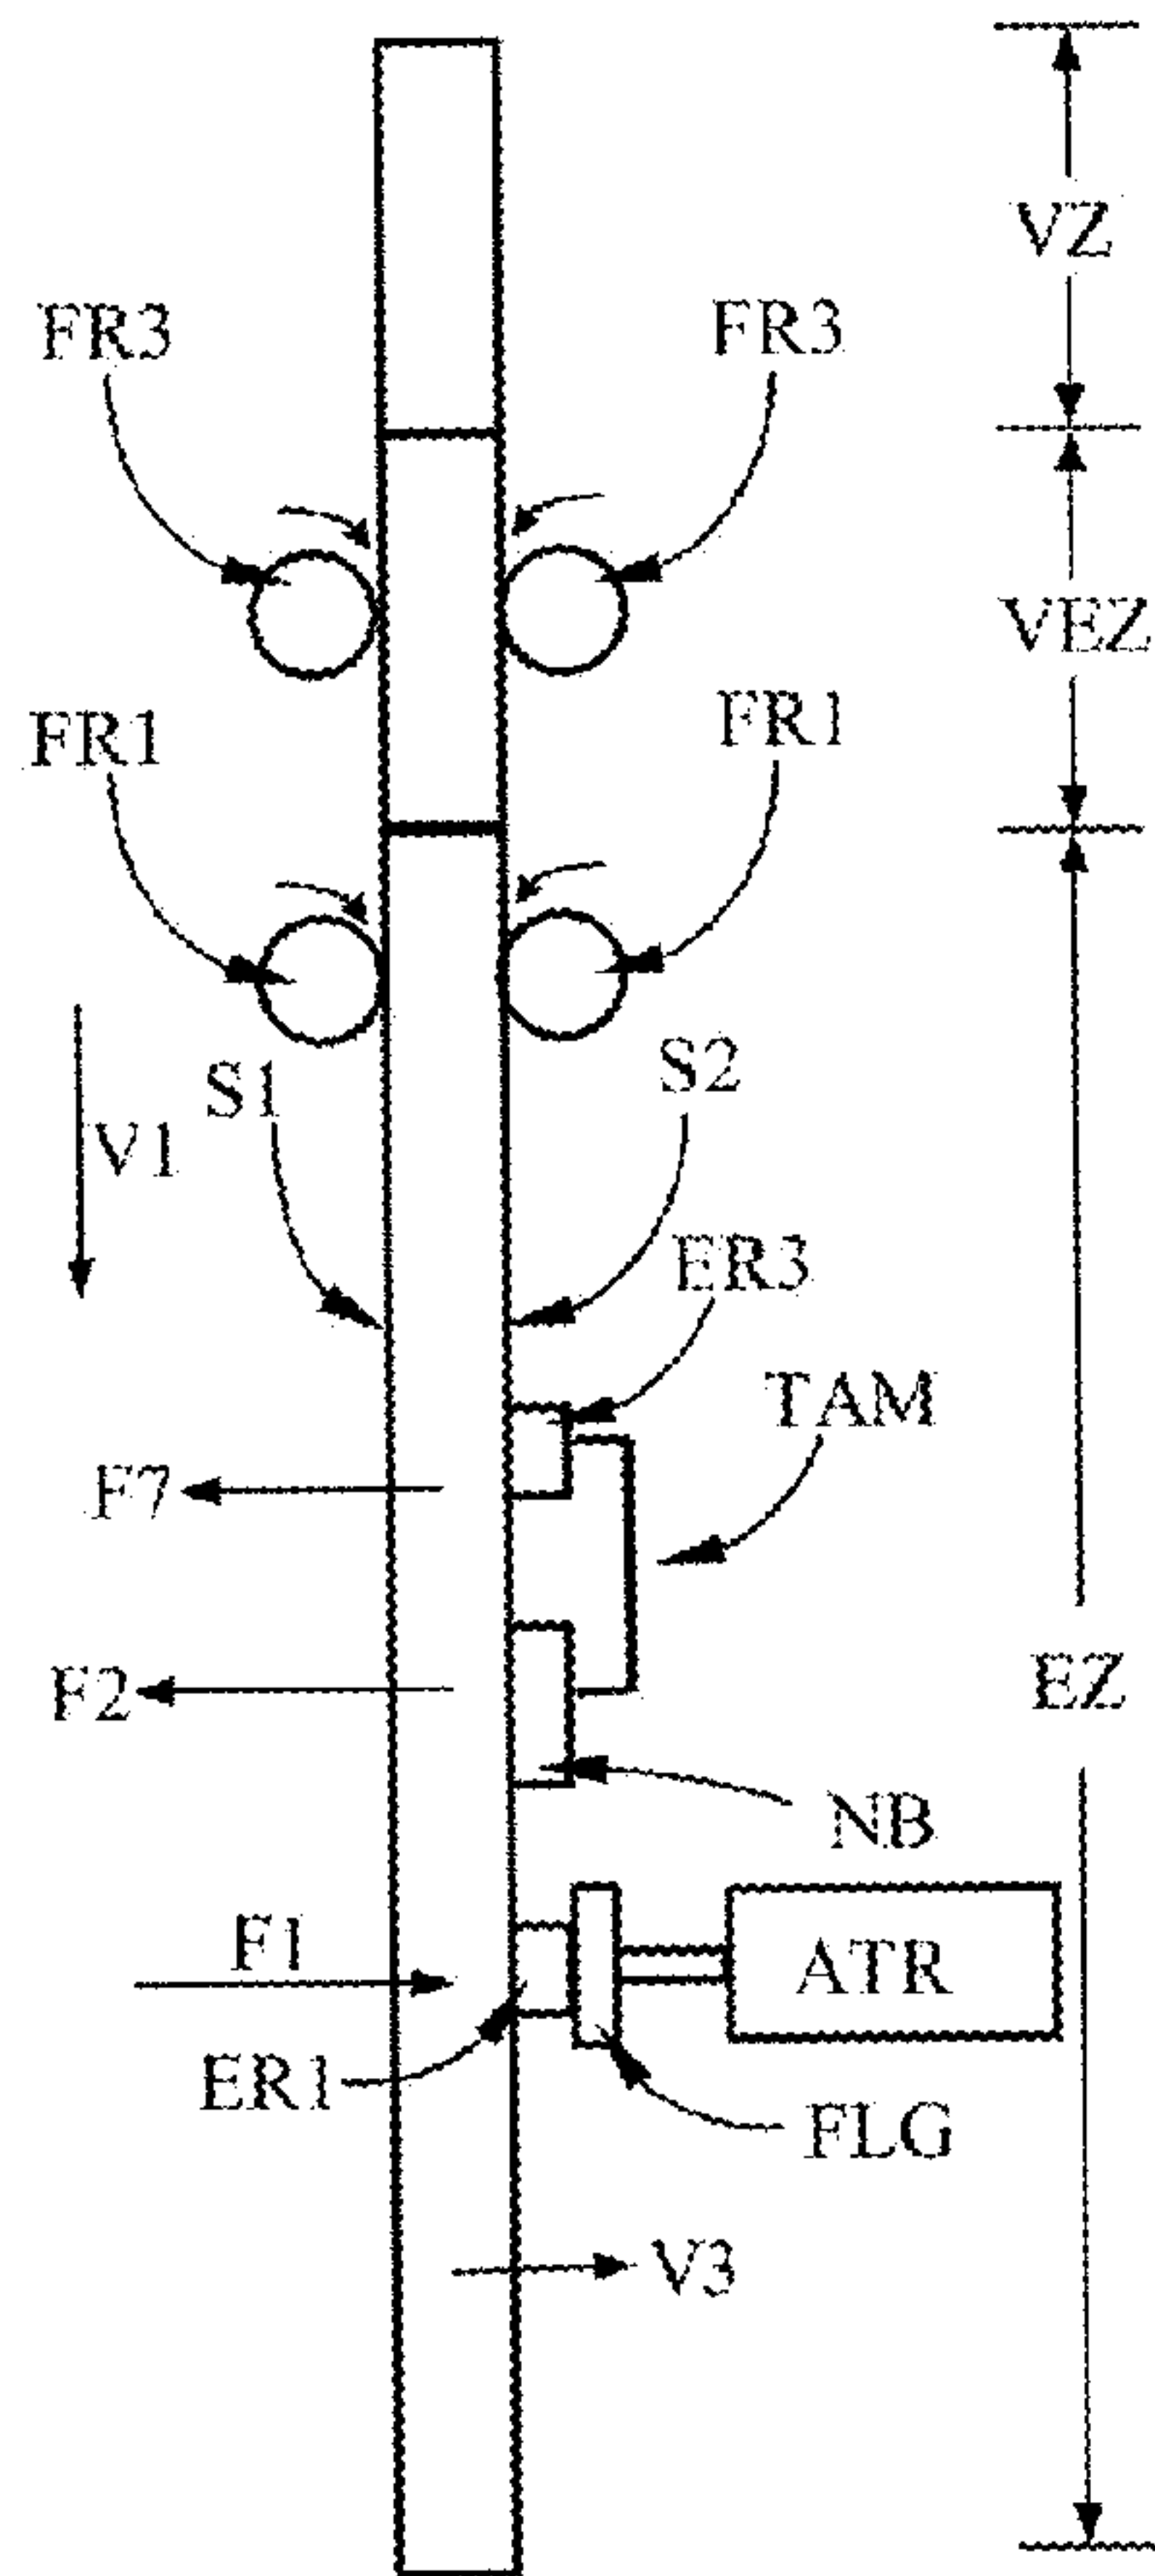 VZ
FR3 FR3
VEZ
FR1 FR1
S1 S2
V1
ER3
TAM
F7
F2 EZ
NB
F1 ATR
ER1
FLG
V3